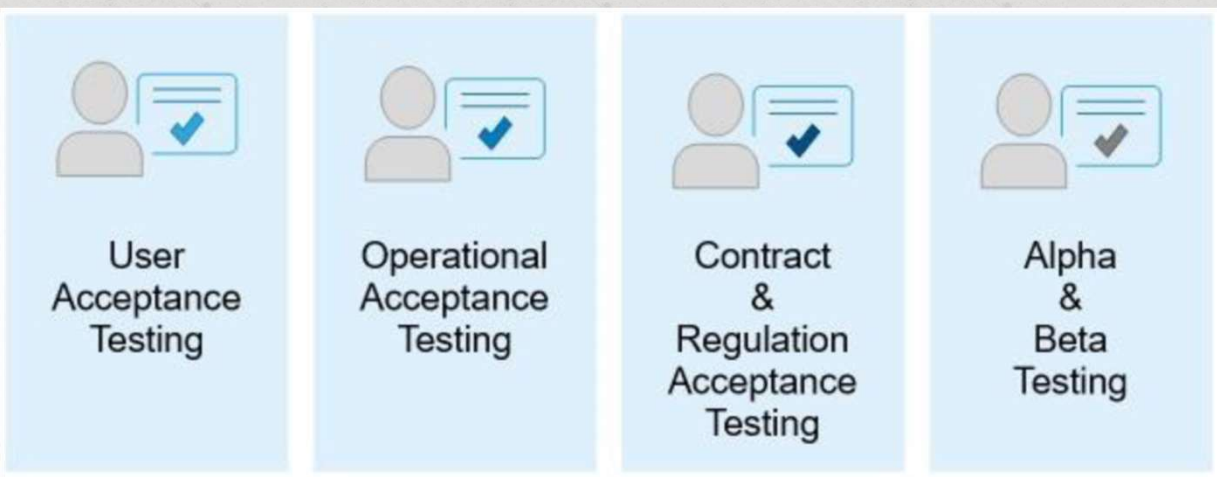 User
Acceptance
Testing
Operational
Acceptance
Testing
Contract
&
Regulation
Acceptance
Testing
Alpha
&
Beta
Testing